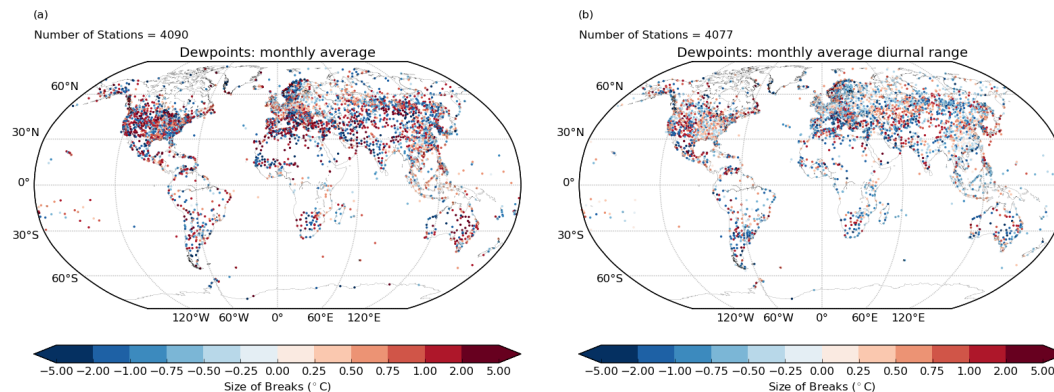 (a)
Number of Stations = 4090
Dewpoints: monthly average
60°N
30°N
0°
30°S
60°S
120°W 60°W 0° 60°E 120°E
−5.00 −2.00 −1.00 −0.75 −0.50 −0.25 0.00 0.25 0.50 0.75 1.00 2.00 5.00
Size of Breaks (°C)
(b)
Number of Stations = 4077
Dewpoints: monthly average diurnal range
60°N
30°N
0°
30°S
60°S
120°W 60°W 0° 60°E 120°E
−5.00 −2.00 −1.00 −0.75 −0.50 −0.25 0.00 0.25 0.50 0.75 1.00 2.00 5.00
Size of Breaks (°C)